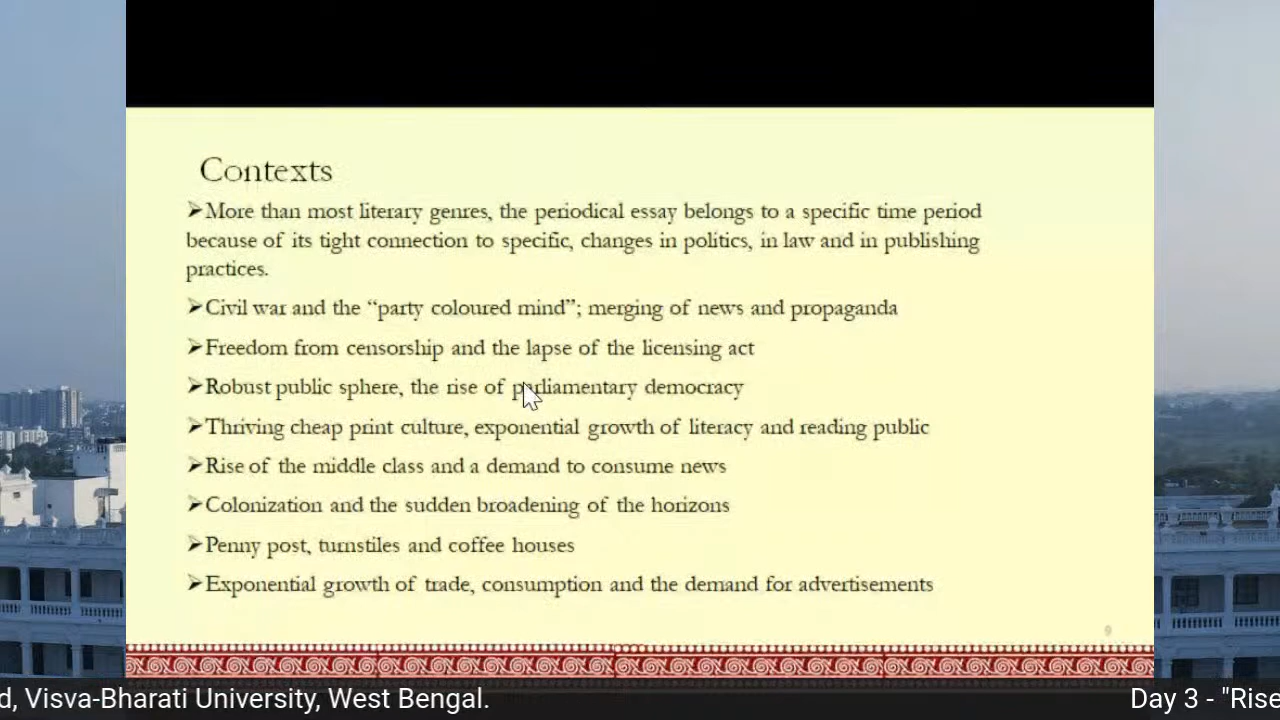 Contexts
➢More than most literary genres, the periodical essay belongs to a specific time period
because of its tight connection to specific, changes in politics, in law and in publishing
practices.
➢Civil war and the “party coloured mind”; merging of news and propaganda
➢Freedom from censorship and the lapse of the licensing act
➢Robust public sphere, the rise of parliamentary democracy
➢Thriving cheap print culture, exponential growth of literacy and reading public
➢Rise of the middle class and a demand to consume news
➢Colonization and the sudden broadening of the horizons
➢Penny post, turnstiles and coffee houses
➢Exponential growth of trade, consumption and the demand for advertisements
9
d, Visva-Bharati University, West Bengal.
Day 3 - "Rise